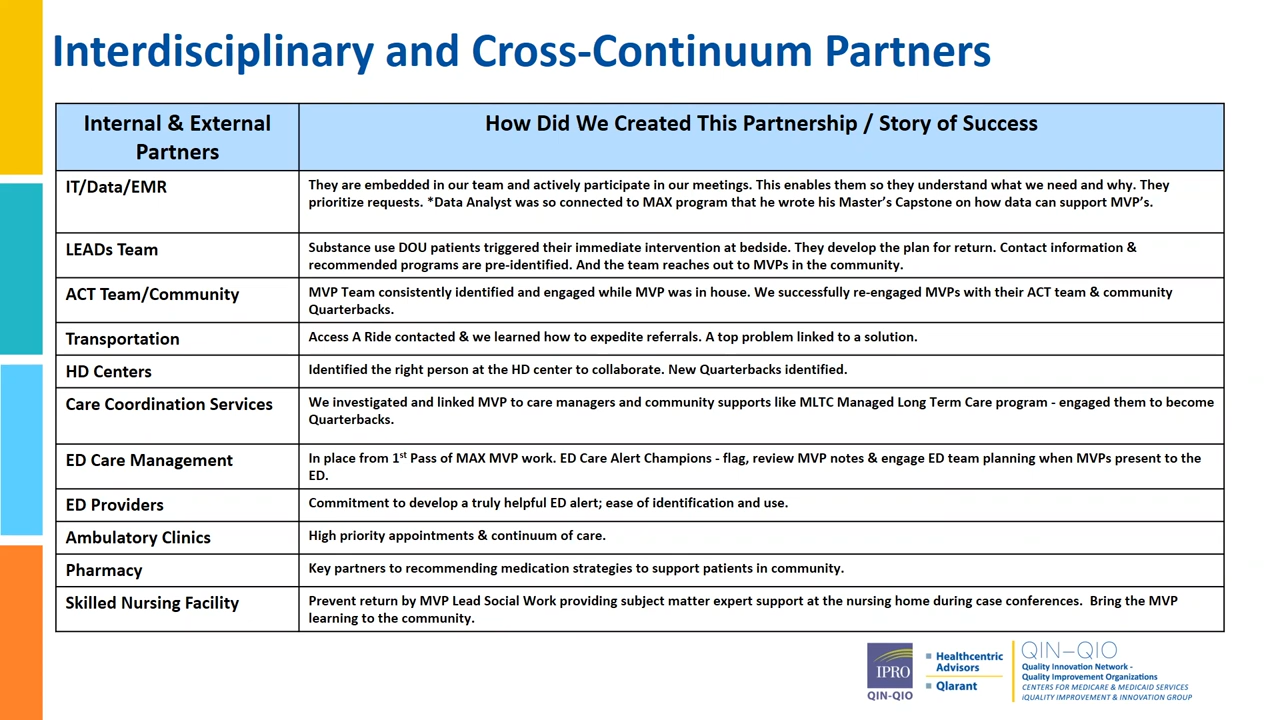 Interdisciplinary and Cross-Continuum Partners
Internal & External
Partners
How Did We Created This Partnership / Story of Success
IT/Data/EMR
They are embedded in our team and actively participate in our meetings. This enables them so they understand what we need and why. They
prioritize requests. *Data Analyst was so connected to MAX program that he wrote his Master's Capstone on how data can support MVP's.
LEADs Team
Substance use DOU patients triggered their immediate intervention at bedside. They develop the plan for return. Contact information &
recommended programs are pre-identified. And the team reaches out to MVPs in the community.
ACT Team/Community
MVP Team consistently identified and engaged while MVP was in house. We successfully re-engaged MVPs with their ACT team & community
Quarterbacks.
Transportation
Access A Ride contacted & we learned how to expedite referrals. A top problem linked to a solution.
HD Centers
Identified the right person at the HD center to collaborate. New Quarterbacks identified.
Care Coordination Services
We investigated and linked MVP to care managers and community supports like MLTC Managed Long Term Care program - engaged them to become
Quarterbacks.
ED Care Management
In place from 1st Pass of MAX MVP work. ED Care Alert Champions - flag, review MVP notes & engage ED team planning when MVPs present to the
ED.
ED Providers
Commitment to develop a truly helpful ED alert; ease of identification and use.
Ambulatory Clinics
High priority appointments & continuum of care.
Pharmacy
Key partners to recommending medication strategies to support patients in community.
Skilled Nursing Facility
Prevent return by MVP Lead Social Work providing subject matter expert support at the nursing home during case conferences. Bring the MVP
learning to the community.
IPRO
QIN-QIO
Healthcentric
Advisors
Qlarant
QIN–QIO
Quality Innovation Network -
Quality Improvement Organizations
CENTERS FOR MEDICARE & MEDICAID SERVICES
iQUALITY IMPROVEMENT & INNOVATION GROUP